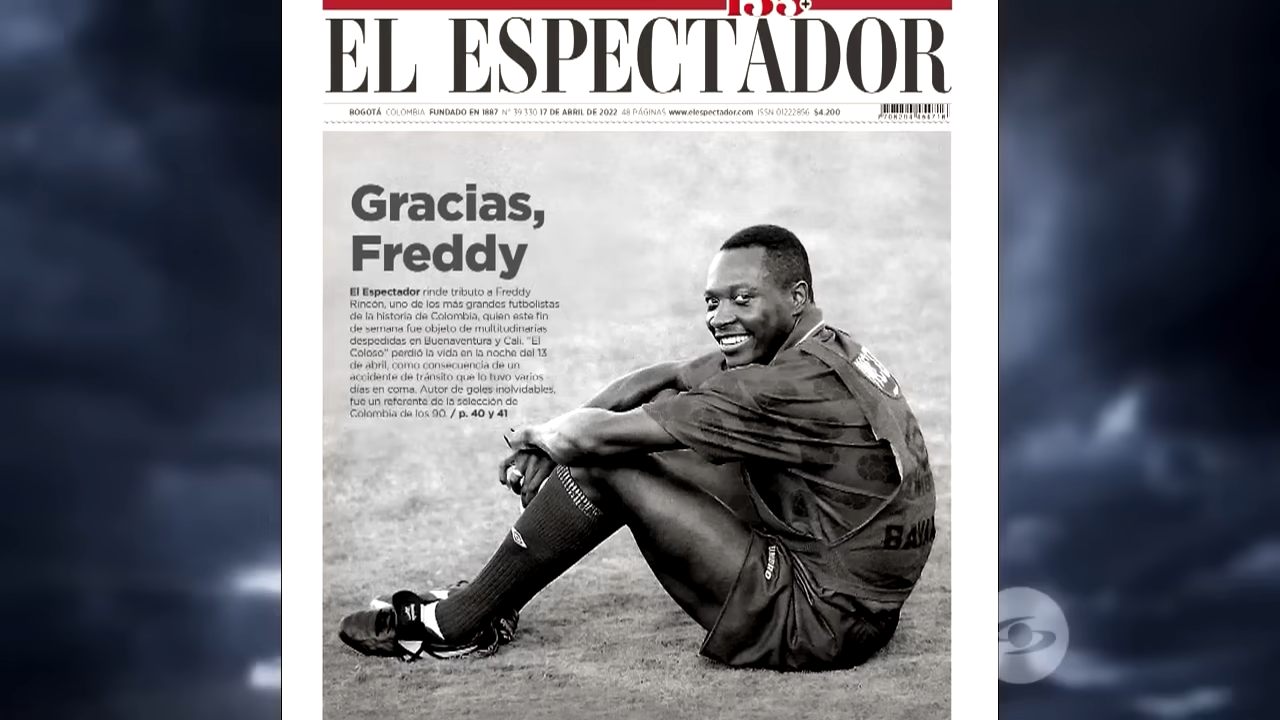 135+
EL ESPECTADOR
BOGOTÁ COLOMBIA FUNDADO EN 1887 N° 39.330 17 DE ABRIL DE 2022 48 PÁGINAS www.elespectador.com ISSN 01222856 $4.200
Gracias,
Freddy
El Espectador rinde tributo a Freddy
Rincón, uno de los más grandes futbolistas
de la historia de Colombia, quien este fin
de semana fue objeto de multitudinarias
despedidas en Buenaventura y Cali. "El
Coloso" perdió la vida en la noche del 13
de abril, como consecuencia de un
accidente de tránsito que lo tuvo varios
días en coma. Autor de goles inolvidables,
fue un referente de la selección de
Colombia de los 90. / p. 40 y 41
UMBRO